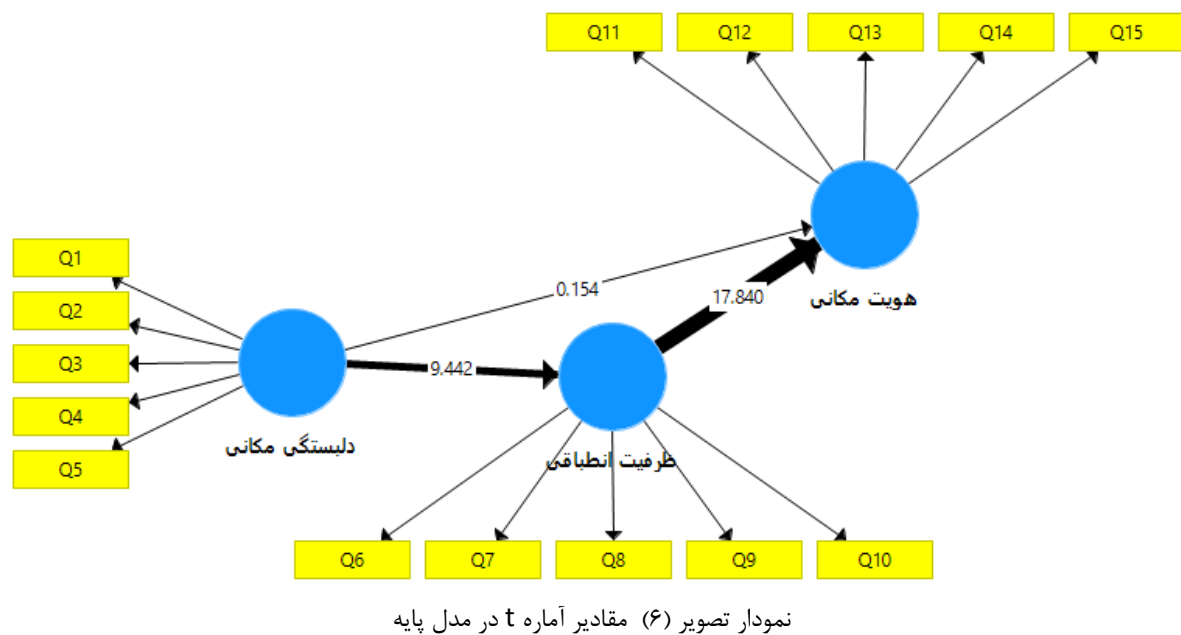 Q11
Q12
Q13
Q14
Q15
هویت مکانی
0.154
17.840
Q1
Q2
Q3
Q4
Q5
9.442
دلبستگی مکانی
ظرفیت انطباقی
Q6
Q7
Q8
Q9
Q10
نمودار تصویر (۶) مقادیر آماره t در مدل پایه